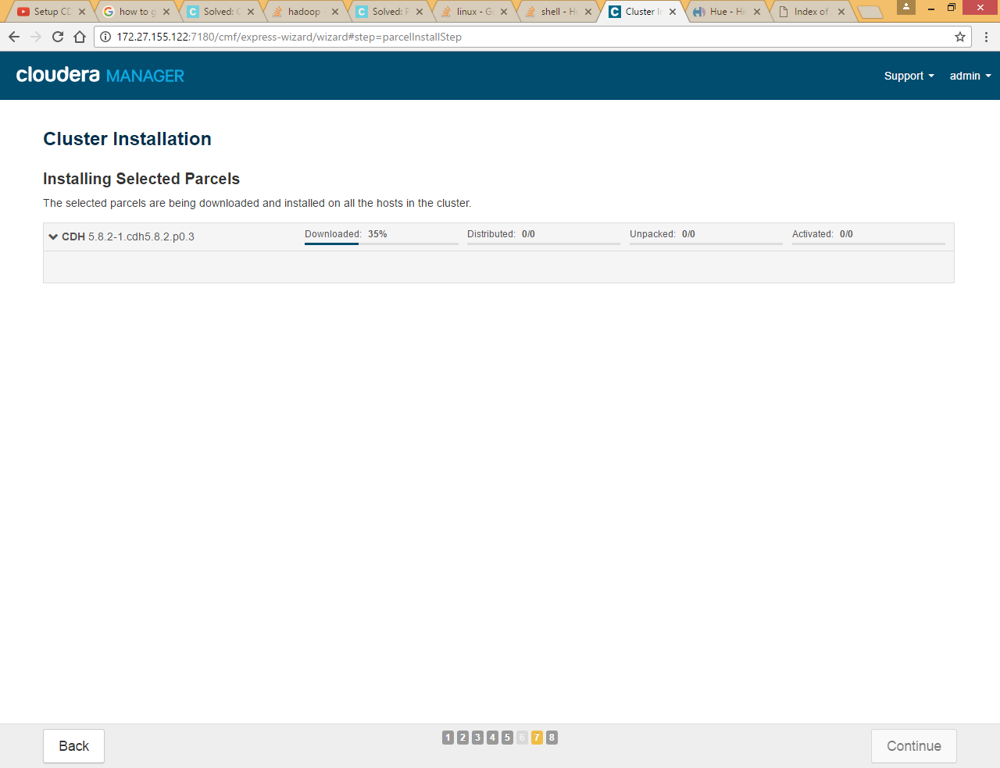 Setup CD
how to g
Solved: C
hadoop
Solved: P
linux - G
shell - H
Cluster I
Hue - Hi
Index of
172.27.155.122:7180/cmf/express-wizard/wizard#step=parcelInstallStep
cloudera MANAGER
Support
admin
Cluster Installation
Installing Selected Parcels
The selected parcels are being downloaded and installed on all the hosts in the cluster.
CDH 5.8.2-1.cdh5.8.2.p0.3
Downloaded: 35%
Distributed: 0/0
Unpacked: 0/0
Activated: 0/0
Back
1 2 3 4 5 6 7 8
Continue